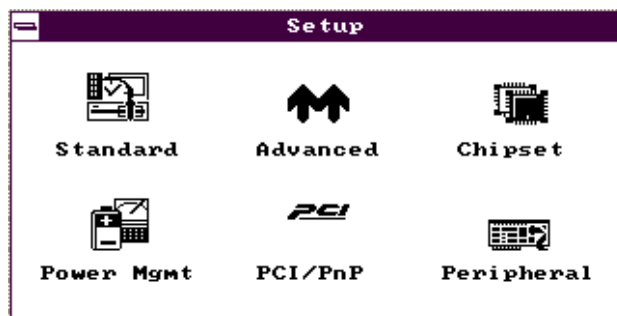 Setup
Standard Advanced Chipset
PCI
Power Mgmt PCI/PnP Peripheral